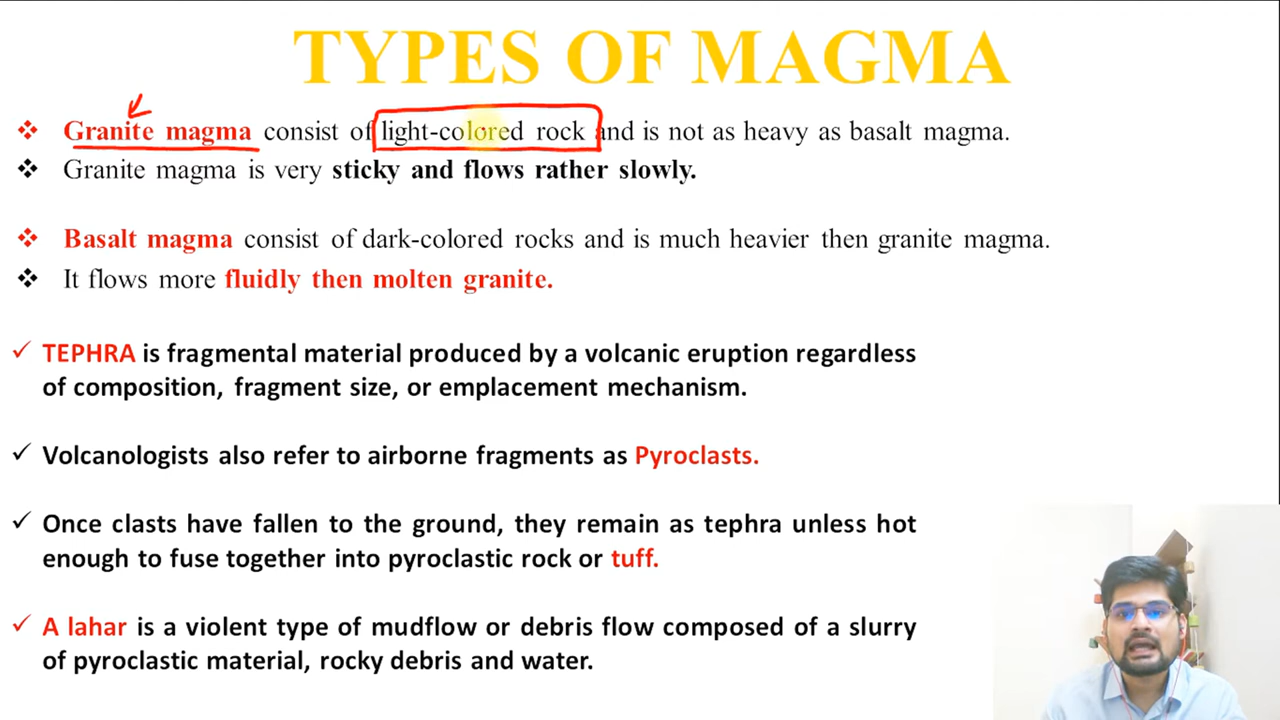 TYPES OF MAGMA
❖ Granite magma consist of light-colored rock and is not as heavy as basalt magma.
❖ Granite magma is very sticky and flows rather slowly.
❖ Basalt magma consist of dark-colored rocks and is much heavier then granite magma.
❖ It flows more fluidly then molten granite.
✓ TEPHRA is fragmental material produced by a volcanic eruption regardless
of composition, fragment size, or emplacement mechanism.
✓ Volcanologists also refer to airborne fragments as Pyroclasts.
✓ Once clasts have fallen to the ground, they remain as tephra unless hot
enough to fuse together into pyroclastic rock or tuff.
✓ A lahar is a violent type of mudflow or debris flow composed of a slurry
of pyroclastic material, rocky debris and water.